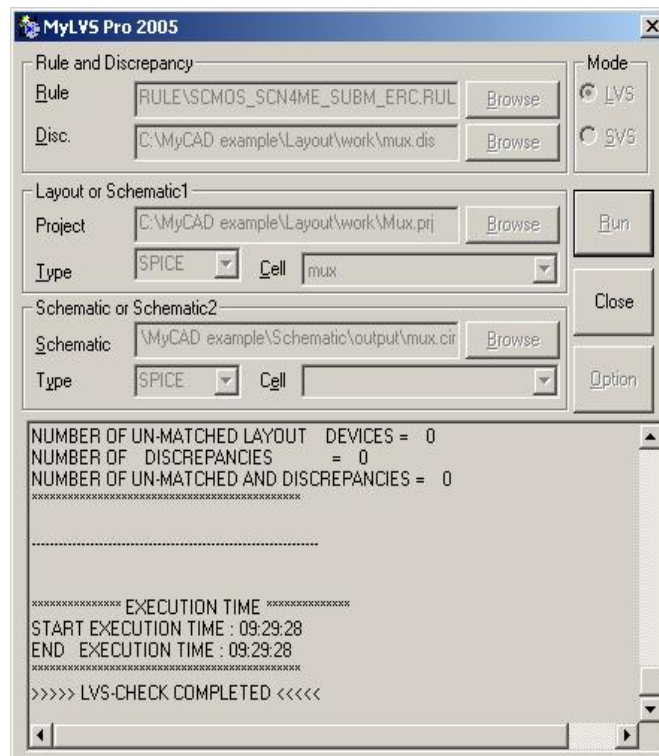 MyLVS Pro 2005
Rule and Discrepancy
Rule RULE\SCMOS_SCN4ME_SUBM_ERC.RUL Browse
Disc. C:\MyCAD example\Layout\work\mux.dis Browse
Mode
LVS
SVS
Layout or Schematic1
Project C:\MyCAD example\Layout\work\Mux.prj Browse
Type SPICE Cell mux
Run
Schematic or Schematic2
Schematic \MyCAD example\Schematic\output\mux.cir Browse
Type SPICE Cell
Close
Option
NUMBER OF UN-MATCHED LAYOUT DEVICES = 0
NUMBER OF DISCREPANCIES = 0
NUMBER OF UN-MATCHED AND DISCREPANCIES = 0
*********************************************
----------------------------------------------------------------
*************** EXECUTION TIME **************
START EXECUTION TIME : 09:29:28
END EXECUTION TIME : 09:29:28
*********************************************
>>>>> LVS-CHECK COMPLETED <<<<<